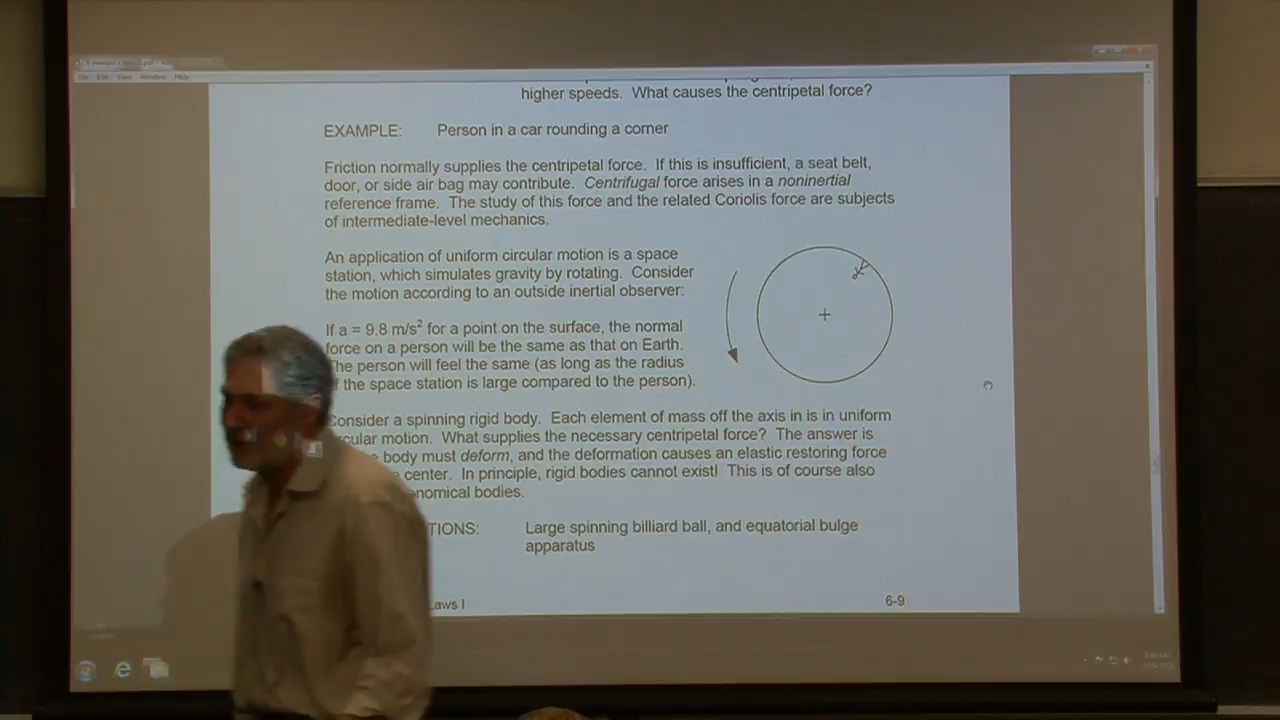 File Edit View Window Help
higher speeds. What causes the centripetal force?
EXAMPLE: Person in a car rounding a corner
Friction normally supplies the centripetal force. If this is insufficient, a seat belt,
door, or side air bag may contribute. Centrifugal force arises in a noninertial
reference frame. The study of this force and the related Coriolis force are subjects
of intermediate-level mechanics.
An application of uniform circular motion is a space
station, which simulates gravity by rotating. Consider
the motion according to an outside inertial observer:
If a = 9.8 m/s² for a point on the surface, the normal
force on a person will be the same as that on Earth.
The person will feel the same (as long as the radius
the space station is large compared to the person).
Consider a spinning rigid body. Each element of mass off the axis in is in uniform
circular motion. What supplies the necessary centripetal force? The answer is
body must deform, and the deformation causes an elastic restoring force
center. In principle, rigid bodies cannot exist! This is of course also
bodies.
Large spinning billiard ball, and equatorial bulge
apparatus
Laws I 6-9